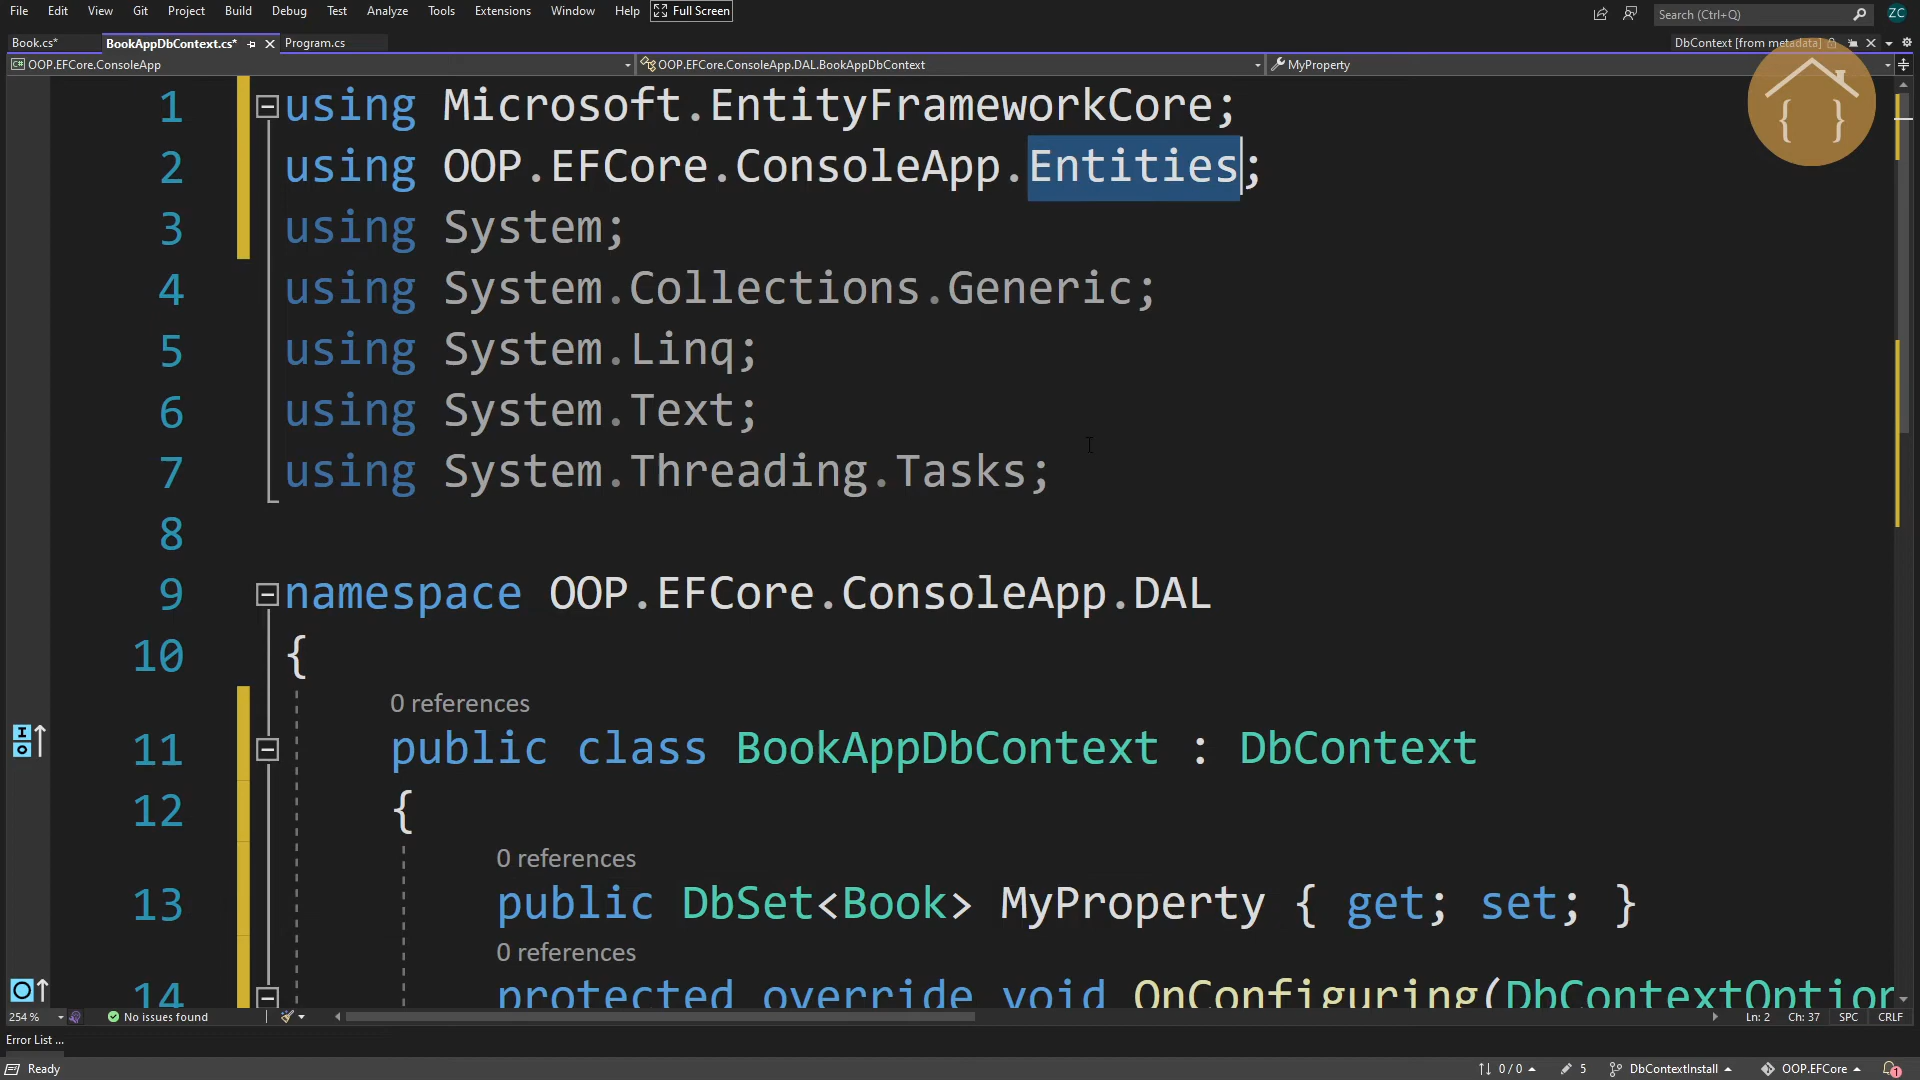 File Edit View Git Project Build Debug Test Analyze Tools Extensions Window Help Full Screen Search (Ctrl+Q) ZC
Book.cs* BookAppDbContext.cs* Program.cs DbContext [from metadata]
C# OOP.EFCore.ConsoleApp OOP.EFCore.ConsoleApp.DAL.BookAppDbContext MyProperty
1 using Microsoft.EntityFrameworkCore;
2 using OOP.EFCore.ConsoleApp.Entities;
3 using System;
4 using System.Collections.Generic;
5 using System.Linq;
6 using System.Text;
7 using System.Threading.Tasks;
8
9 namespace OOP.EFCore.ConsoleApp.DAL
10 {
0 references
11 public class BookAppDbContext : DbContext
12 {
0 references
13 public DbSet<Book> MyProperty { get; set; }
0 references
14 protected override void OnConfiguring(DbContextOption
254 % No issues found Ln: 2 Ch: 37 SPC CRLF
Error List ...
Ready 0 / 0 5 DbContextInstall OOP.EFCore 1